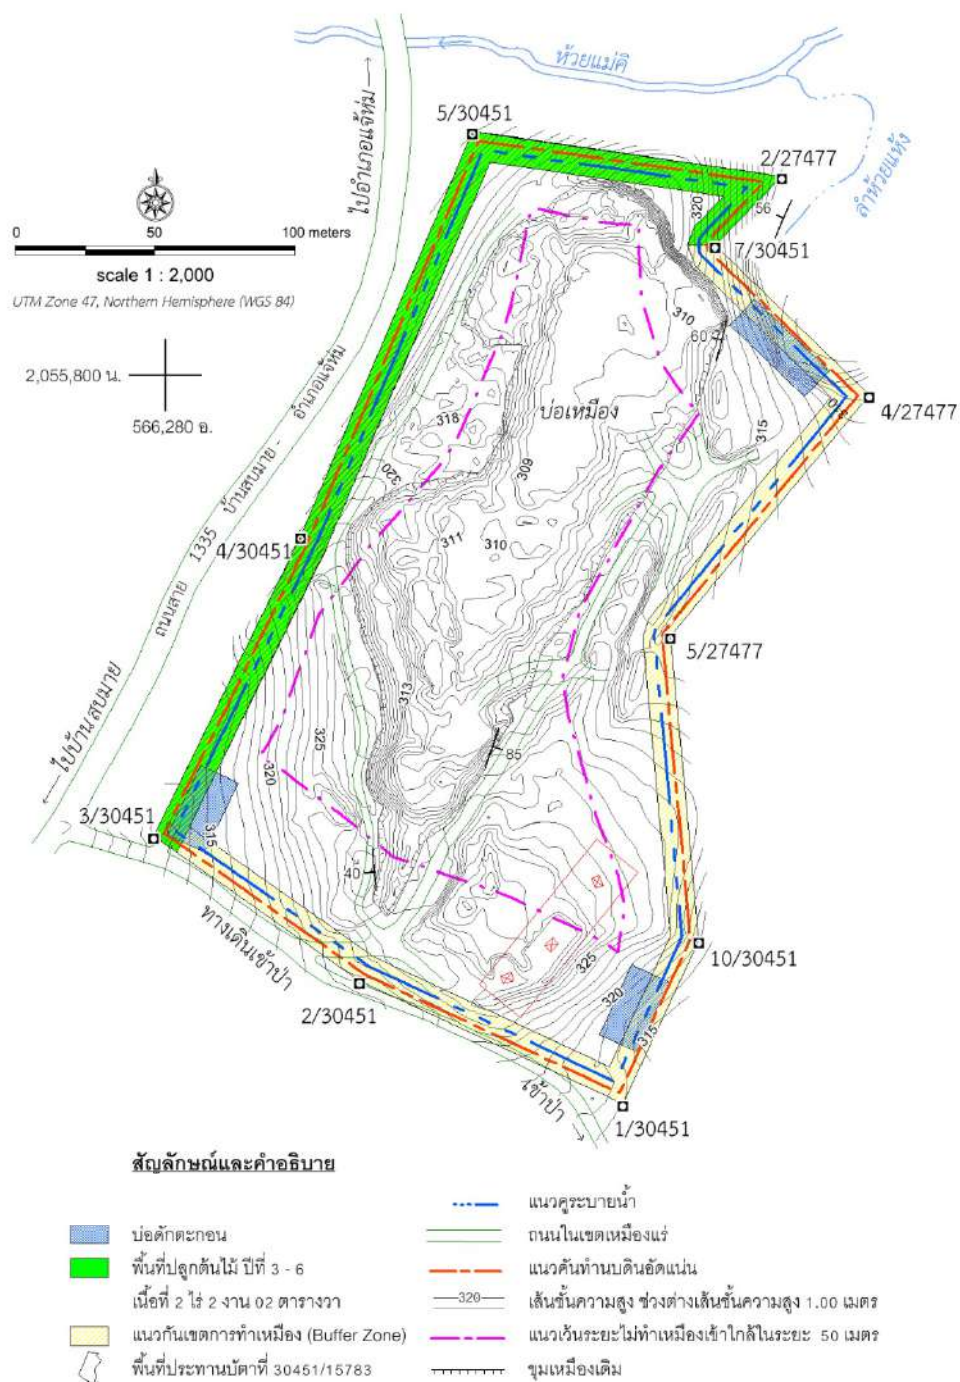 ห้วยแม่คิ
5/30451
2/27477
ไปอำเภอแจ้ห่ม
ลำห้วยแห้ง
320
56
7/30451
0 50 100 meters
scale 1 : 2,000
UTM Zone 47, Northern Hemisphere (WGS 84)
310
60
2,055,800 น.
566,280 อ.
อำเภอแจ้ห่ม
บ่อเหมือง
4/27477
318
315
320
309
บ้านสบมาย
1335
ถนนสาย
4/30451
311
310
5/27477
313
325
ไปบ้านสบมาย
85
320
3/30451
315
40
ทางเดินเข้าป่า
10/30451
325
2/30451
320
315
เข้าป่า
1/30451
สัญลักษณ์และคำอธิบาย
แนวคูระบายน้ำ
บ่อดักตะกอน
ถนนในเขตเหมืองแร่
พื้นที่ปลูกต้นไม้ ปีที่ 3 - 6
แนวคันทำนบดินอัดแน่น
เนื้อที่ 2 ไร่ 2 งาน 02 ตารางวา
320 เส้นชั้นความสูง ช่วงต่างเส้นชั้นความสูง 1.00 เมตร
แนวกันเขตการทำเหมือง (Buffer Zone)
แนวเว้นระยะไม่ทำเหมืองเข้าใกล้ในระยะ 50 เมตร
พื้นที่ประทานบัตรที่ 30451/15783
ขุมเหมืองเดิม